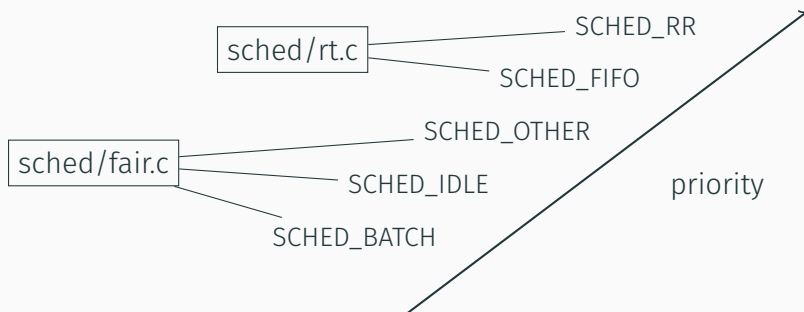 SCHED_RR
sched/rt.c
SCHED_FIFO
SCHED_OTHER
sched/fair.c
SCHED_IDLE
priority
SCHED_BATCH